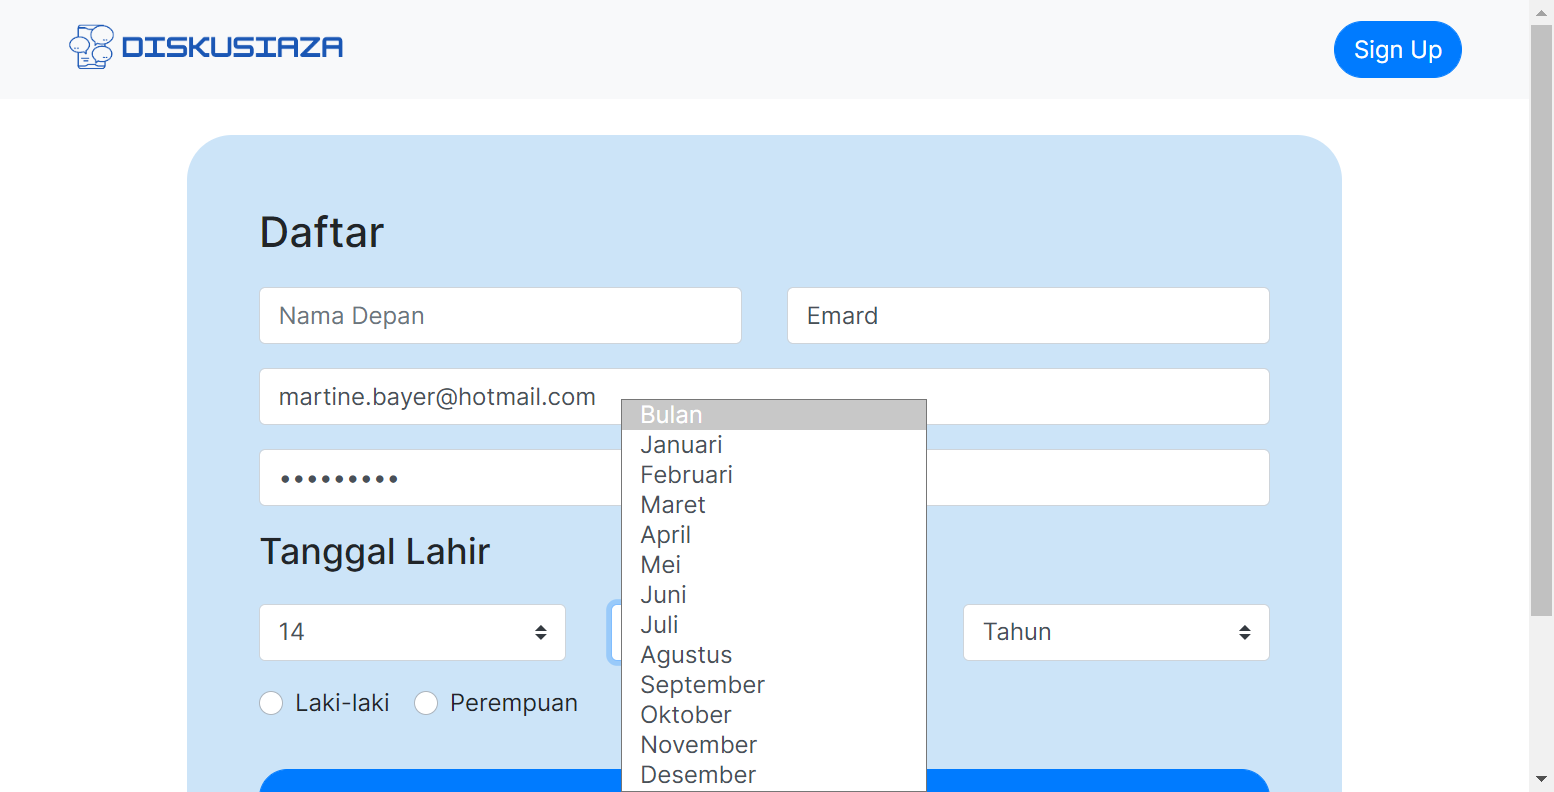 DISKUSIAZA
Sign Up
Daftar
Nama Depan
Emard
martine.bayer@hotmail.com
•••••••••
Tanggal Lahir
14
Bulan
Januari
Februari
Maret
April
Mei
Juni
Juli
Agustus
September
Oktober
November
Desember
Tahun
Laki-laki
Perempuan